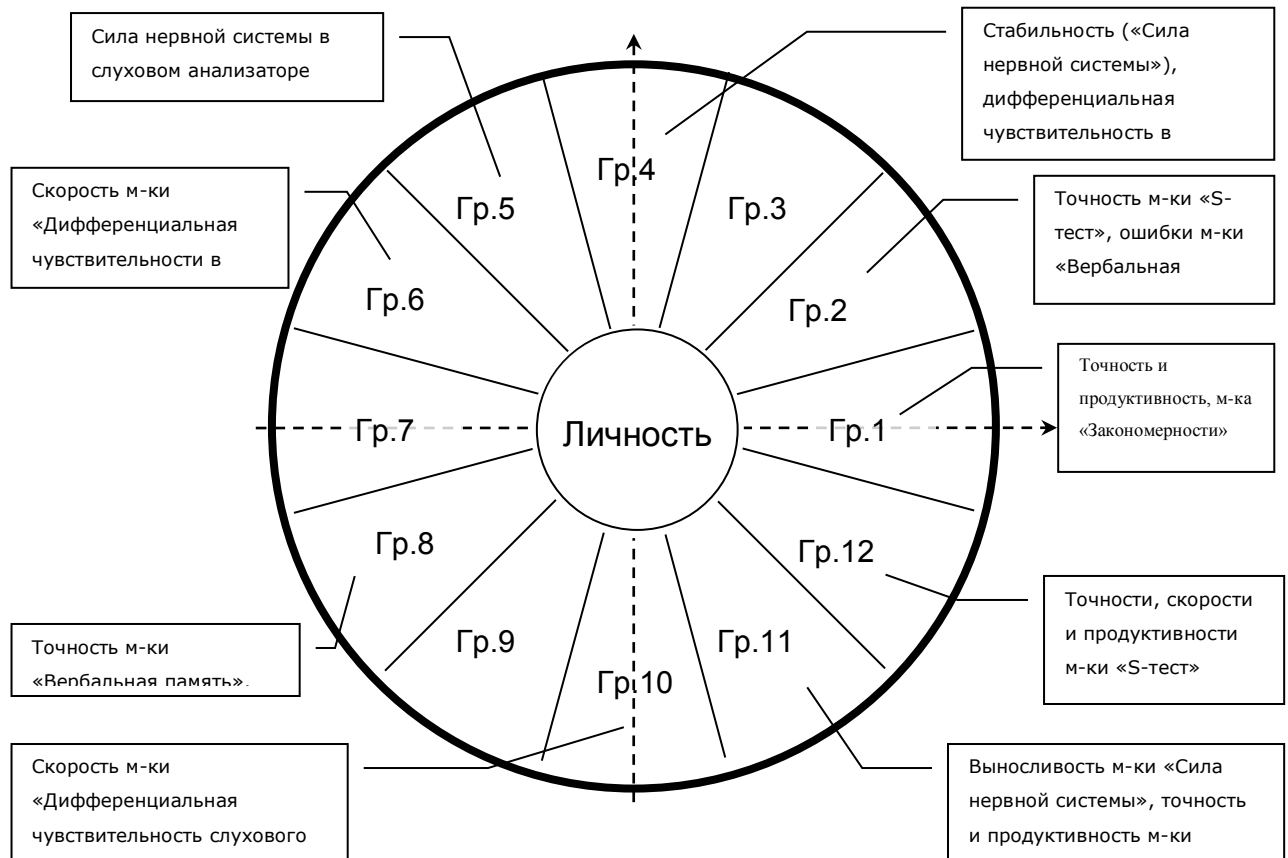 Сила нервной системы в
слуховом анализаторе
Стабильность («Сила
нервной системы»),
дифференциальная
чувствительность в
Скорость м-ки
«Дифференциальная
чувствительности в
Точность м-ки «S-
тест», ошибки м-ки
«Вербальная
Точность и
продуктивность, м-ка
«Закономерности»
Гр.4
Гр.5
Гр.3
Гр.6
Гр.2
Гр.7
Личность
Гр.1
Гр.8
Гр.12
Гр.9
Гр.11
Гр.10
Точность м-ки
«Вербальная память».
Точности, скорости
и продуктивности
м-ки «S-тест»
Скорость м-ки
«Дифференциальная
чувствительность слухового
Выносливость м-ки «Сила
нервной системы», точность
и продуктивность м-ки